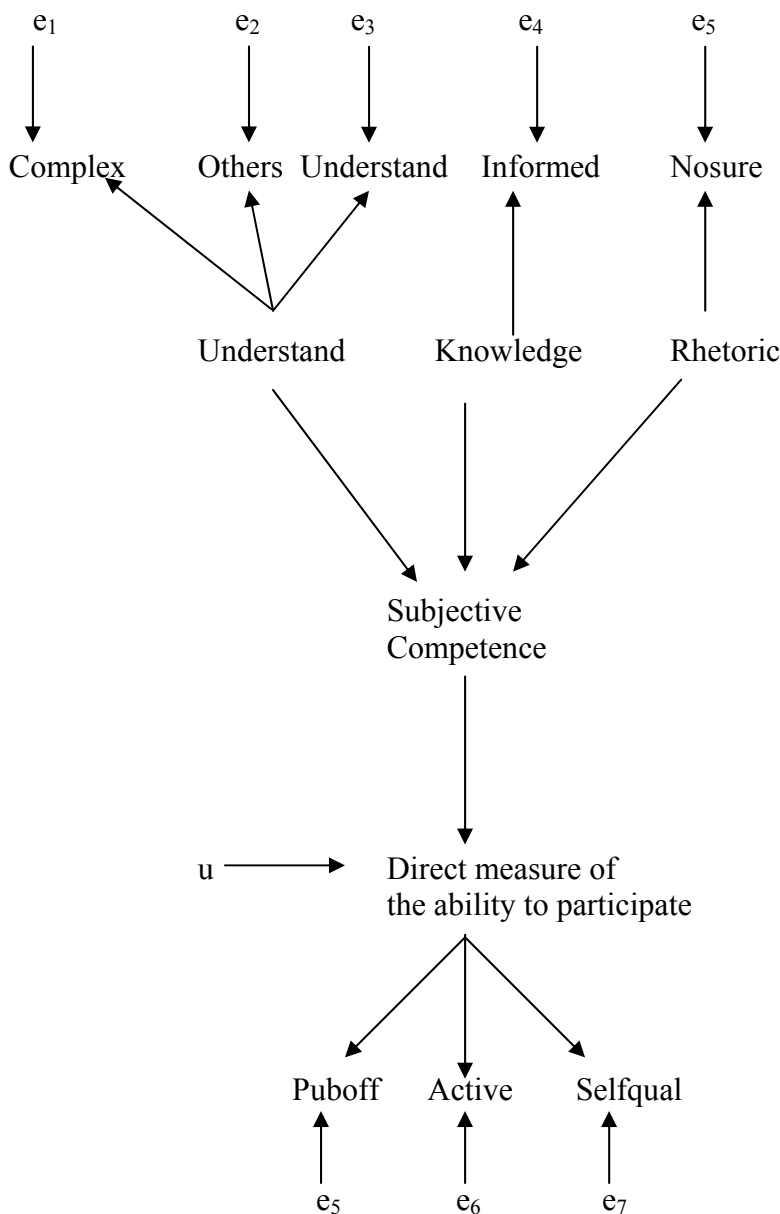 e₁ e₂ e₃ e₄ e₅
Complex Others Understand Informed Nosure
Understand Knowledge Rhetoric
Subjective
Competence
u Direct measure of
the ability to participate
Puboff Active Selfqual
e₅ e₆ e₇